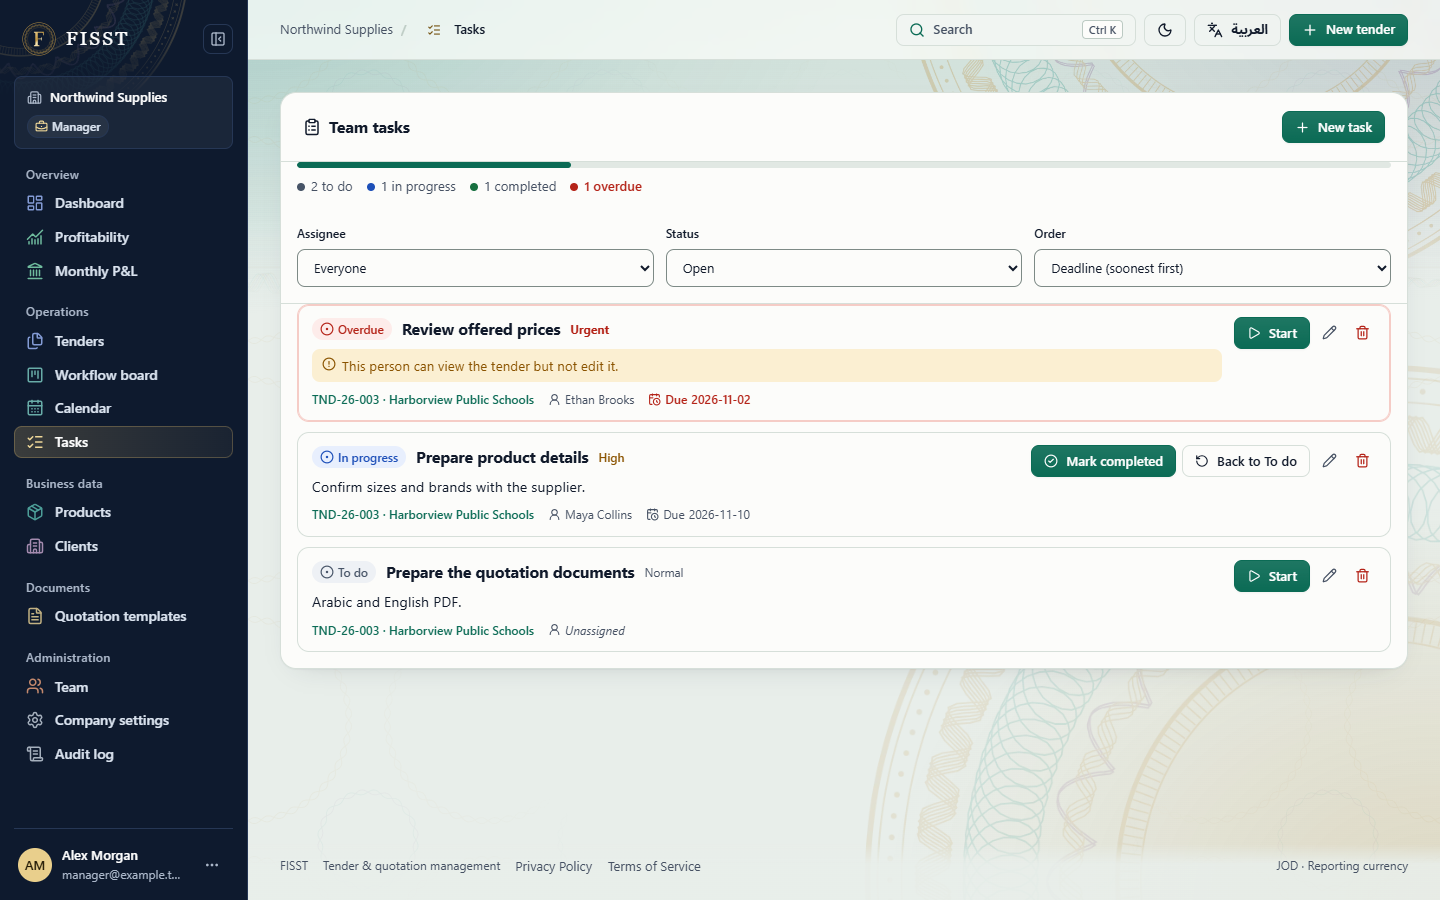 FISST
Northwind Supplies
Manager
Overview
Dashboard
Profitability
Monthly P&L
Operations
Tenders
Workflow board
Calendar
Tasks
Business data
Products
Clients
Documents
Quotation templates
Administration
Team
Company settings
Audit log
AM
Alex Morgan
manager@example.t...
Northwind Supplies / Tasks
Search Ctrl K
العربية
New tender
Team tasks
New task
2 to do 1 in progress 1 completed 1 overdue
Assignee Status Order
Everyone Open Deadline (soonest first)
Overdue Review offered prices Urgent
Start
This person can view the tender but not edit it.
TND-26-003 · Harborview Public Schools Ethan Brooks Due 2026-11-02
In progress Prepare product details High
Mark completed Back to To do
Confirm sizes and brands with the supplier.
TND-26-003 · Harborview Public Schools Maya Collins Due 2026-11-10
To do Prepare the quotation documents Normal
Start
Arabic and English PDF.
TND-26-003 · Harborview Public Schools Unassigned
FISST Tender & quotation management Privacy Policy Terms of Service
JOD · Reporting currency